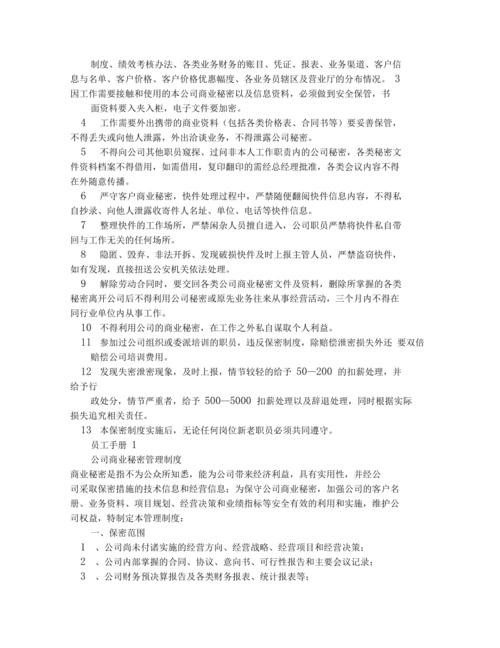 制度、绩效考核办法、各类业务财务的账目、凭证、报表、业务渠道、客户信
息与名单、客户价格、客户价格优惠幅度、各业务员辖区及营业厅的分布情况。 3
因工作需要接触和使用的本公司商业秘密以及信息资料，必须做到安全保管，书
面资料要入夹入柜，电子文件要加密。
4 工作需要外出携带的商业资料（包括各类价格表、合同书等）要妥善保管，
不得丢失或向他人泄露，外出洽谈业务，不得泄露公司秘密。
5 不得向公司其他职员窥探、过问非本人工作职责内的公司秘密，各类秘密文
件资料档案不得借用，如需借用，复印翻印的需经总经理批准，各类会议内容不得
在外随意传播。
6 严守客户商业秘密，快件处理过程中，严禁随便翻阅快件信息内容，不得私
自抄录、向他人泄露收寄件人名址、单位、电话等快件信息。
7 整理快件的工作场所，严禁闲杂人员擅自进入，公司职员严禁将快件私自带
回与工作无关的任何场所。
8 隐匿、毁弃、非法开拆、发现破损快件及时上报主管人员，严禁盗窃快件，
如有发现，直接扭送公安机关依法处理。
9 解除劳动合同时，要交回各类公司商业秘密文件及资料，删除所掌握的各类
秘密离开公司后不得利用公司秘密或原先业务往来从事经营活动，三个月内不得在
同行业单位内从事工作。
10 不得利用公司的商业秘密，在工作之外私自谋取个人利益。
11 参加过公司组织或委派培训的职员，违反保密制度，除赔偿泄密损失外还 要双倍
赔偿公司培训费用。
12 发现失密泄密现象，及时上报，情节较轻的给予 50—200 的扣薪处理，并
给予行
政处分，情节严重者，给予 500—5000 扣薪处理以及辞退处理，同时根据实际
损失追究相关责任。
13 本保密制度实施后，无论任何岗位新老职员必须共同遵守。
员工手册 1
公司商业秘密管理制度
商业秘密是指不为公众所知悉，能为公司带来经济利益，具有实用性，并经公
司采取保密措施的技术信息和经营信息；为保守公司商业秘密，加强公司的客户名
册、业务资料、项目规划、经营决策和业绩指标等安全有效的利用和实施，维护公
司权益，特制定本管理制度：
一、保密范围
1 、公司尚未付诸实施的经营方向、经营战略、经营项目和经营决策；
2 、公司内部掌握的合同、协议、意向书、可行性报告和主要会议记录；
3 、公司财务预决算报告及各类财务报表、统计报表等；